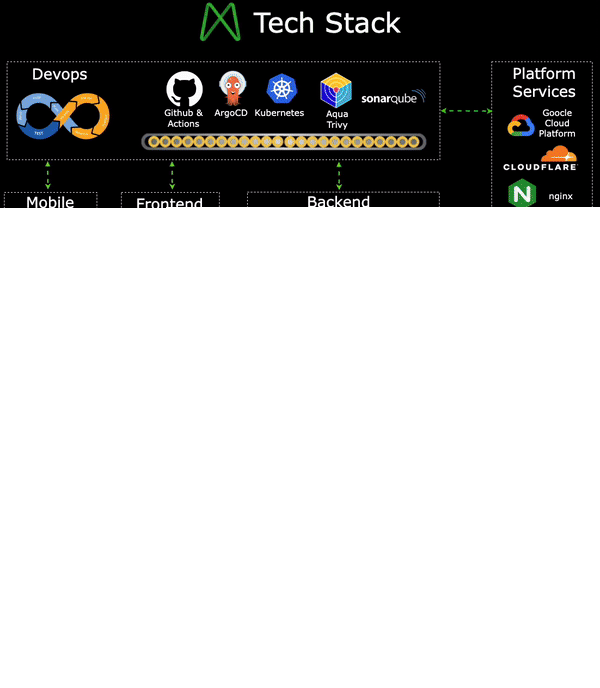 Tech Stack
Devops
TEST
Github &
Actions
ArgoCD
Kubernetes
Aqua
Trivy
sonarqube
Platform
Services
Google
Cloud
Platform
CLOUDFLARE
nginx
Mobile
Frontend
Backend